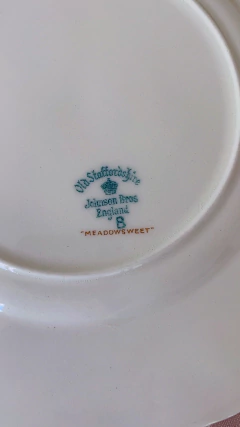 Old Staffordshire
Johnson Bros
England
B
"MEADOWSWEET"